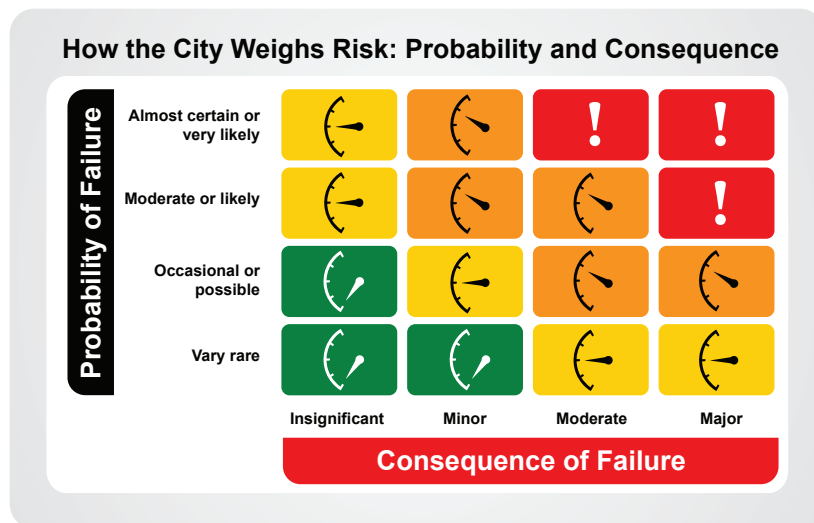 How the City Weighs Risk: Probability and Consequence
Probability of Failure
Almost certain or
very likely
!
!
Moderate or likely
!
Occasional or
possible
Vary rare
Insignificant
Minor
Moderate
Major
Consequence of Failure